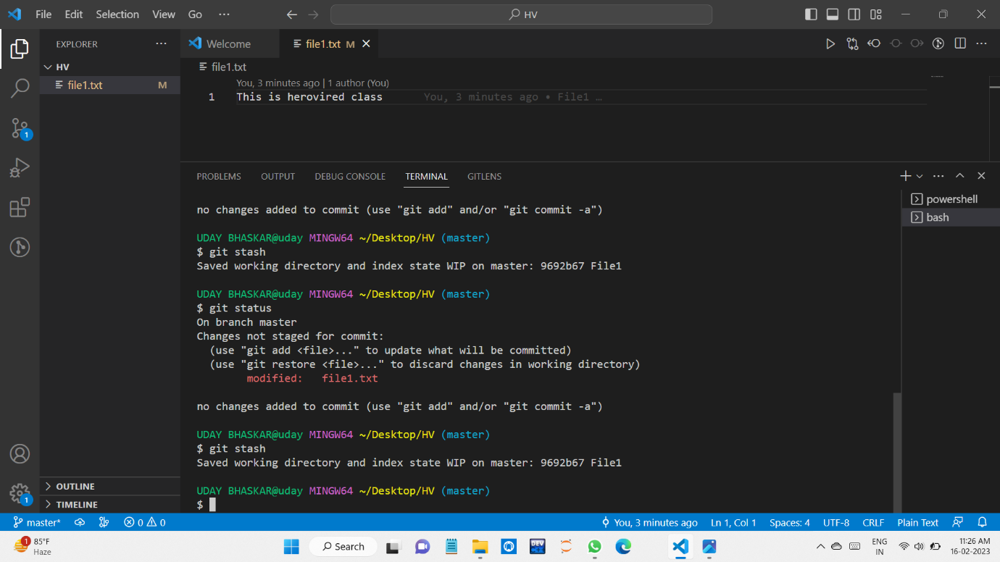 File Edit Selection View Go ··· HV
EXPLORER ···
HV
file1.txt M
Welcome
file1.txt M
file1.txt
You, 3 minutes ago | 1 author (You)
1 This is herovired class You, 3 minutes ago • File1 …
PROBLEMS OUTPUT DEBUG CONSOLE TERMINAL GITLENS
powershell
bash
no changes added to commit (use "git add" and/or "git commit -a")
UDAY BHASKAR@uday MINGW64 ~/Desktop/HV (master)
$ git stash
Saved working directory and index state WIP on master: 9692b67 File1
UDAY BHASKAR@uday MINGW64 ~/Desktop/HV (master)
$ git status
On branch master
Changes not staged for commit:
(use "git add <file>..." to update what will be committed)
(use "git restore <file>..." to discard changes in working directory)
modified: file1.txt
no changes added to commit (use "git add" and/or "git commit -a")
UDAY BHASKAR@uday MINGW64 ~/Desktop/HV (master)
$ git stash
Saved working directory and index state WIP on master: 9692b67 File1
UDAY BHASKAR@uday MINGW64 ~/Desktop/HV (master)
$
1
1
OUTLINE
TIMELINE
master* 0 0 You, 3 minutes ago Ln 1, Col 1 Spaces: 4 UTF-8 CRLF Plain Text
1
85°F
Haze
Search
DEV
ENG
IN
11:26 AM
16-02-2023